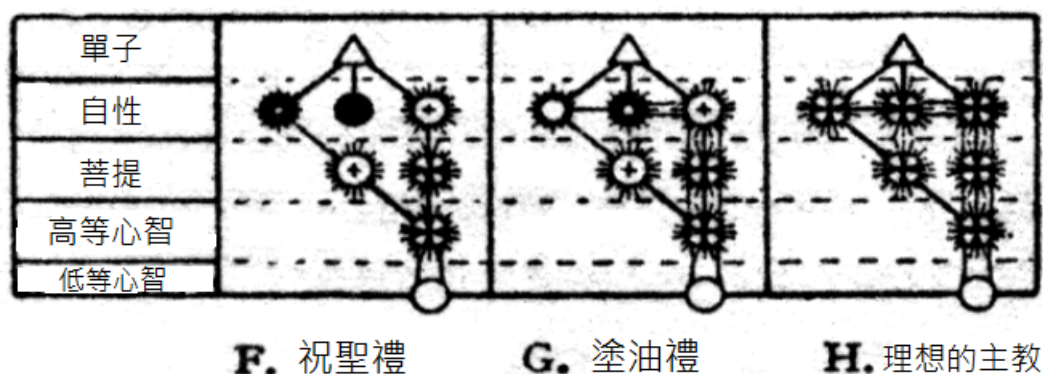 單子
自性
菩提
高等心智
低等心智
F. 祝聖禮 G. 塗油禮 H. 理想的主教